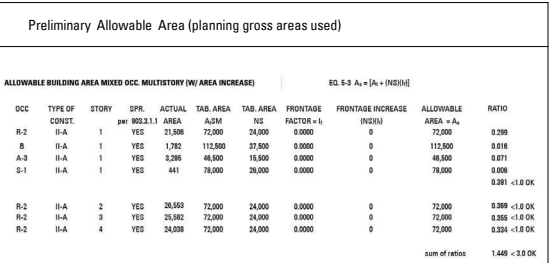 Preliminary Allowable Area (planning gross areas used)
ALLOWABLE BUILDING AREA MIXED OCC. MULTISTORY (W/ AREA INCREASE) EQ. 5-3 Aₐ = [Aₜ + (NS)(I_f)]
OCC TYPE OF STORY SPR. ACTUAL TAB. AREA TAB. AREA FRONTAGE FRONTAGE INCREASE ALLOWABLE RATIO
CONST. per 903.3.1.1 AREA AₜSM NS FACTOR = I_f (NS)(I_f) AREA = Aₐ
R-2 II-A 1 YES 21,506 72,000 24,000 0.0000 0 72,000 0.299
B II-A 1 YES 1,782 112,500 37,500 0.0000 0 112,500 0.016
A-3 II-A 1 YES 3,295 46,500 15,500 0.0000 0 46,500 0.071
S-1 II-A 1 YES 441 78,000 26,000 0.0000 0 78,000 0.006
0.391 <1.0 OK
R-2 II-A 2 YES 26,553 72,000 24,000 0.0000 0 72,000 0.369 <1.0 OK
R-2 II-A 3 YES 25,582 72,000 24,000 0.0000 0 72,000 0.355 <1.0 OK
R-2 II-A 4 YES 24,038 72,000 24,000 0.0000 0 72,000 0.334 <1.0 OK
sum of ratios 1.449 < 3.0 OK